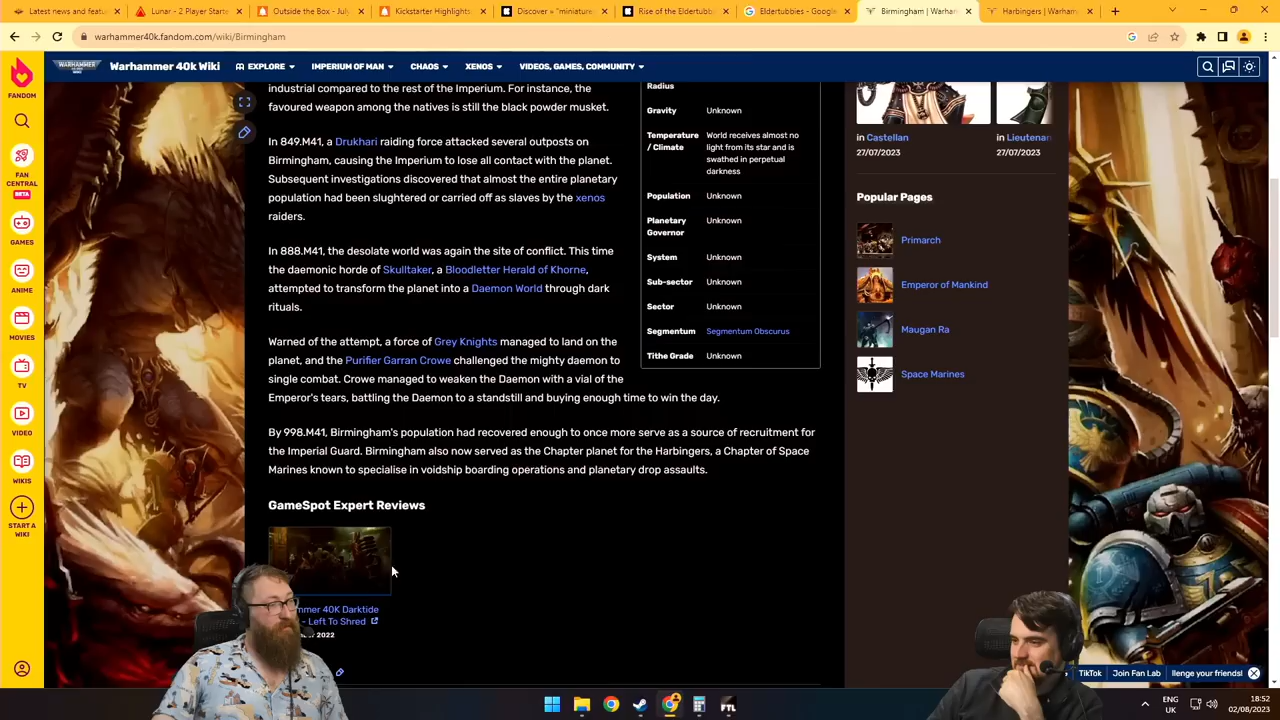 Latest projects from t
Lunar - 2 Player Starte
Outside the Box - July
Kickstarter Highlights
Discover » "miniature
Rise of the Eldertubbi
Eldertubbies - Google
Birmingham | Warham
Harbingers | Warham
warhammer40k.fandom.com/wiki/Birmingham
Warhammer 40k Wiki
EXPLORE
IMPERIUM OF MAN
CHAOS
XENOS
VIDEOS, GAMES, COMMUNITY
FANDOM
FAN CENTRAL
BETA
GAMES
ANIME
MOVIES
TV
VIDEO
WIKIS
START A WIKI
industrial compared to the rest of the Imperium. For instance, the
favoured weapon among the natives is still the black powder musket.
In 849.M41, a Drukhari raiding force attacked several outposts on
Birmingham, causing the Imperium to lose all contact with the planet.
Subsequent investigations discovered that almost the entire planetary
population had been slughtered or carried off as slaves by the xenos
raiders.
In 888.M41, the desolate world was again the site of conflict. This time
the daemonic horde of Skulltaker, a Bloodletter Herald of Khorne,
attempted to transform the planet into a Daemon World through dark
rituals.
Warned of the attempt, a force of Grey Knights managed to land on the
planet, and the Purifier Garran Crowe challenged the mighty daemon to
single combat. Crowe managed to weaken the Daemon with a vial of the
Emperor's tears, battling the Daemon to a standstill and buying enough time to win the day.
By 998.M41, Birmingham's population had recovered enough to once more serve as a source of recruitment for
the Imperial Guard. Birmingham also now served as the Chapter planet for the Harbingers, a Chapter of Space
Marines known to specialise in voidship boarding operations and planetary drop assaults.
GameSpot Expert Reviews
mmer 40K Darktide
- Left To Shred
2022
Radius
Gravity Unknown
Temperature / Climate World receives almost no
light from its star and is
swathed in perpetual
darkness
Population Unknown
Planetary Governor Unknown
System Unknown
Sub-sector Unknown
Sector Unknown
Segmentum Segmentum Obscurus
Tithe Grade Unknown
in Castellan
27/07/2023
in Lieutenan
27/07/2023
Popular Pages
Primarch
Emperor of Mankind
Maugan Ra
Space Marines
TikTok
Join Fan Lab
llenge your friends!
FTL
ENG
UK
18:52
02/08/2023